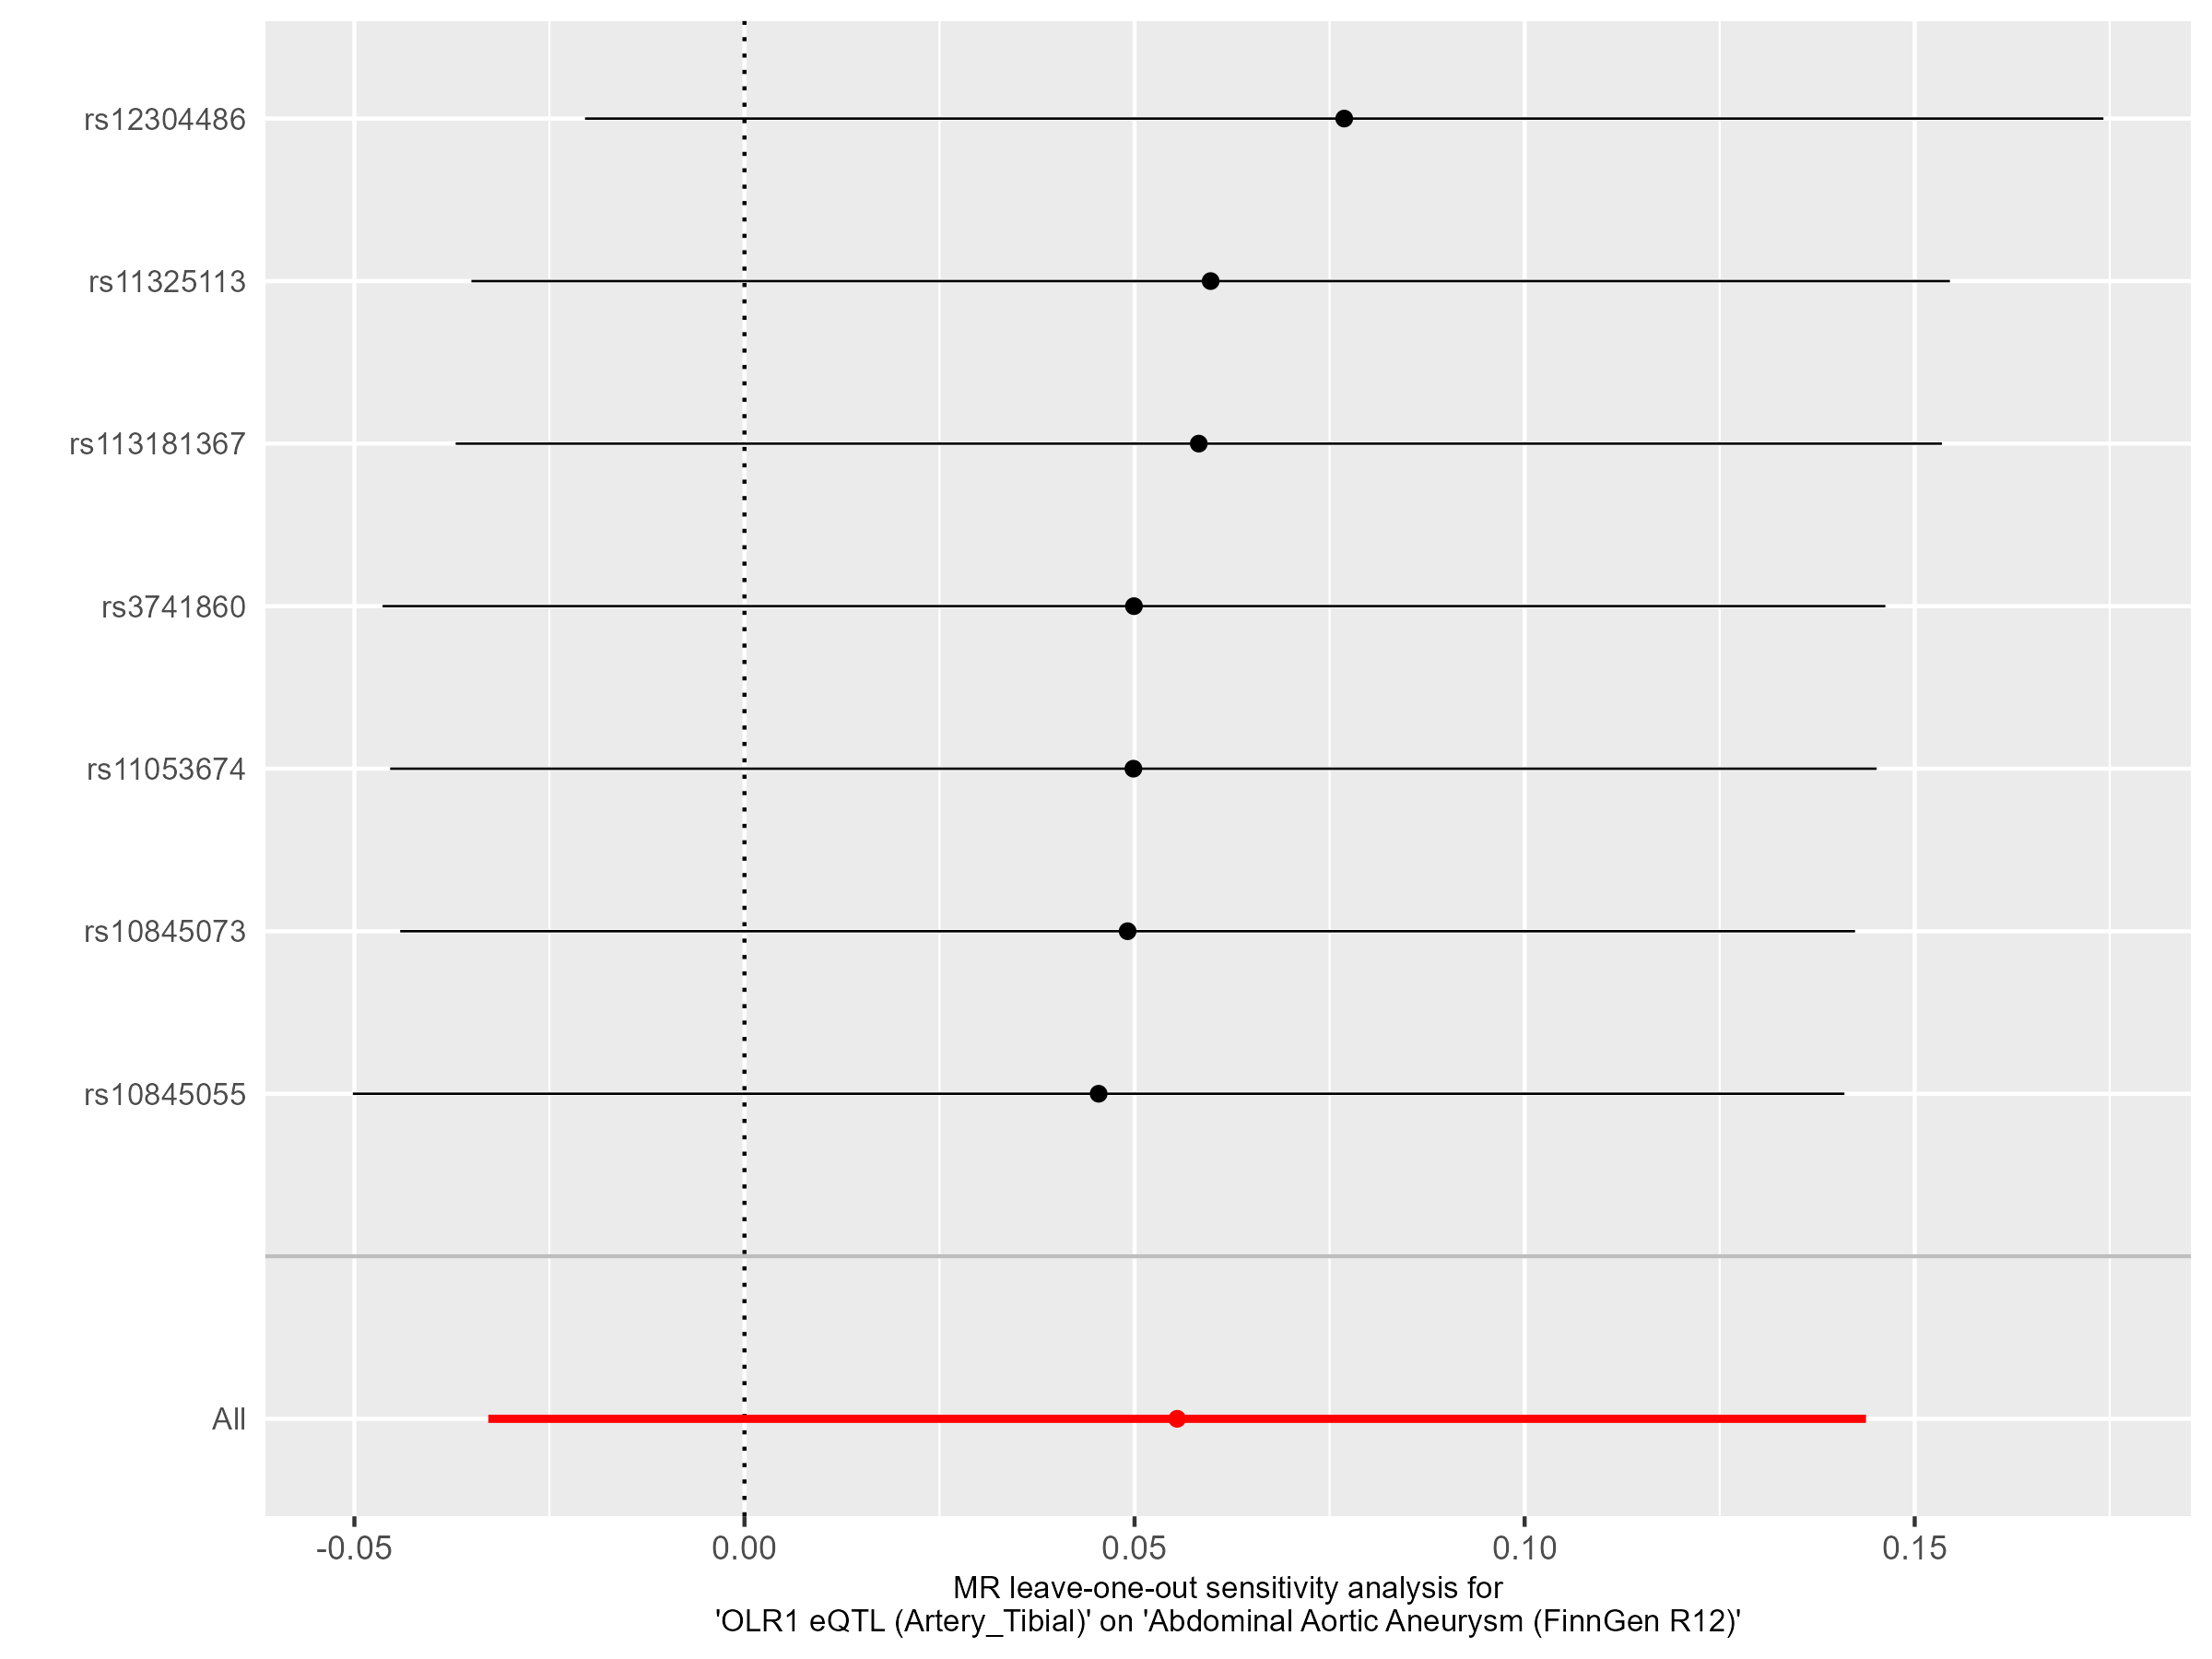 rs12304486
rs11325113
rs113181367
rs3741860
rs11053674
rs10845073
rs10845055
All
-0.05 0.00 0.05 0.10 0.15
MR leave-one-out sensitivity analysis for
'OLR1 eQTL (Artery_Tibial)' on 'Abdominal Aortic Aneurysm (FinnGen R12)'